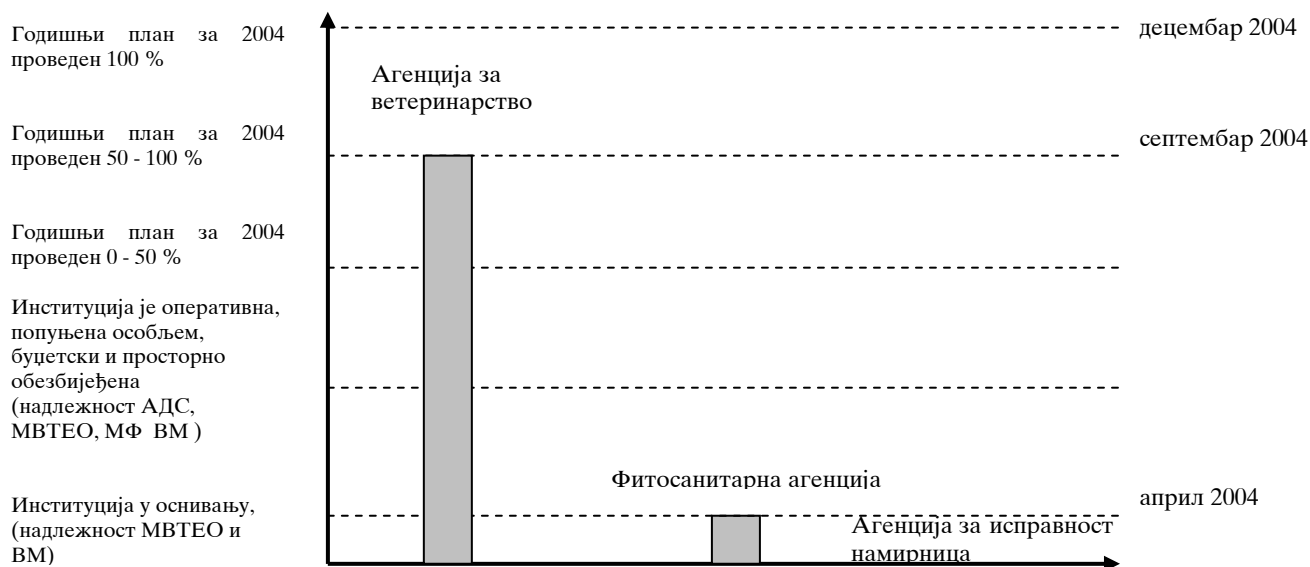 Годишњи план за 2004
проведен 100 %
Годишњи план за 2004
проведен 50 - 100 %
Годишњи план за 2004
проведен 0 - 50 %
Институција је оперативна,
попуњена особљем,
буџетски и просторно
обезбијеђена
(надлежност АДС,
МВТЕО, МФ ВМ )
Институција у оснивању,
(надлежност МВТЕО и
ВМ)
Агенција за
ветеринарство
Фитосанитарна агенција
Агенција за исправност
намирница
децембар 2004
септембар 2004
април 2004